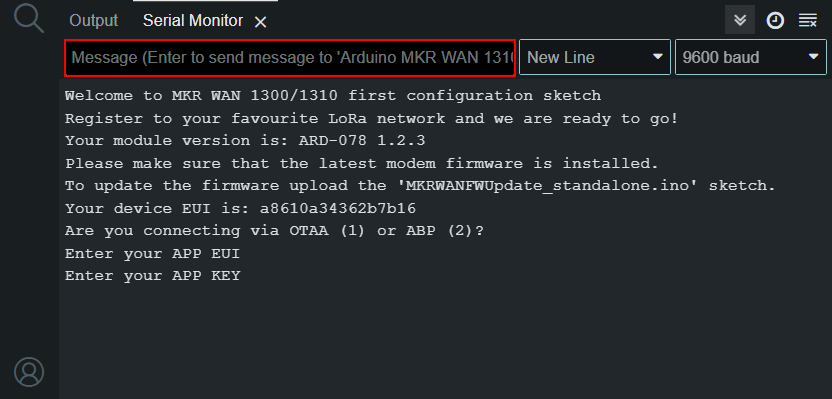 Output Serial Monitor
Message (Enter to send message to 'Arduino MKR WAN 1310 New Line 9600 baud
Welcome to MKR WAN 1300/1310 first configuration sketch
Register to your favourite LoRa network and we are ready to go!
Your module version is: ARD-078 1.2.3
Please make sure that the latest modem firmware is installed.
To update the firmware upload the 'MKRWANFWUpdate_standalone.ino' sketch.
Your device EUI is: a8610a34362b7b16
Are you connecting via OTAA (1) or ABP (2)?
Enter your APP EUI
Enter your APP KEY